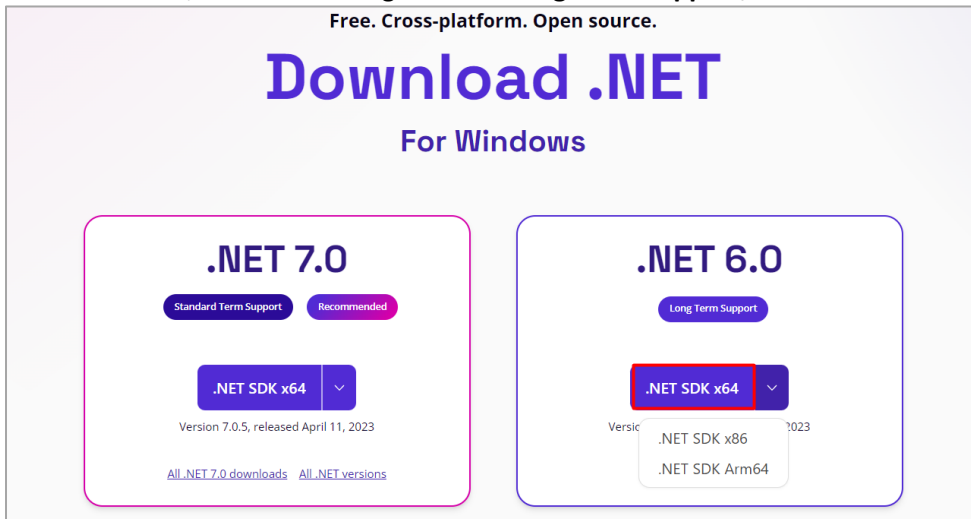 Free. Cross-platform. Open source.
Download .NET
For Windows
.NET 7.0
Standard Term Support
Recommended
.NET SDK x64
Version 7.0.5, released April 11, 2023
All .NET 7.0 downloads
All .NET versions
.NET 6.0
Long Term Support
.NET SDK x64
2023
.NET SDK x86
.NET SDK Arm64